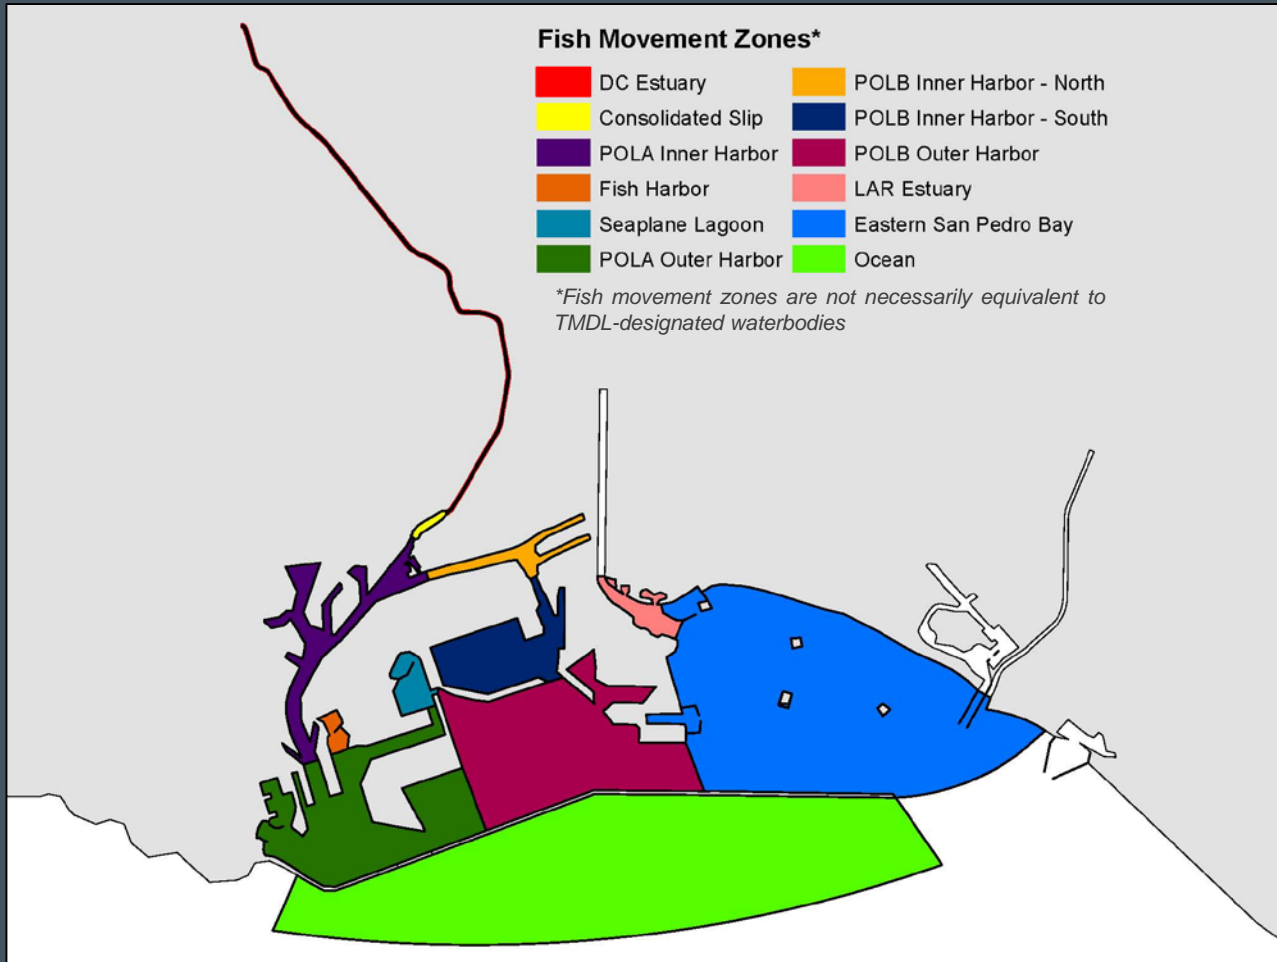 Fish Movement Zones*
DC Estuary
Consolidated Slip
POLA Inner Harbor
Fish Harbor
Seaplane Lagoon
POLA Outer Harbor
POLB Inner Harbor - North
POLB Inner Harbor - South
POLB Outer Harbor
LAR Estuary
Eastern San Pedro Bay
Ocean
*Fish movement zones are not necessarily equivalent to
TMDL-designated waterbodies